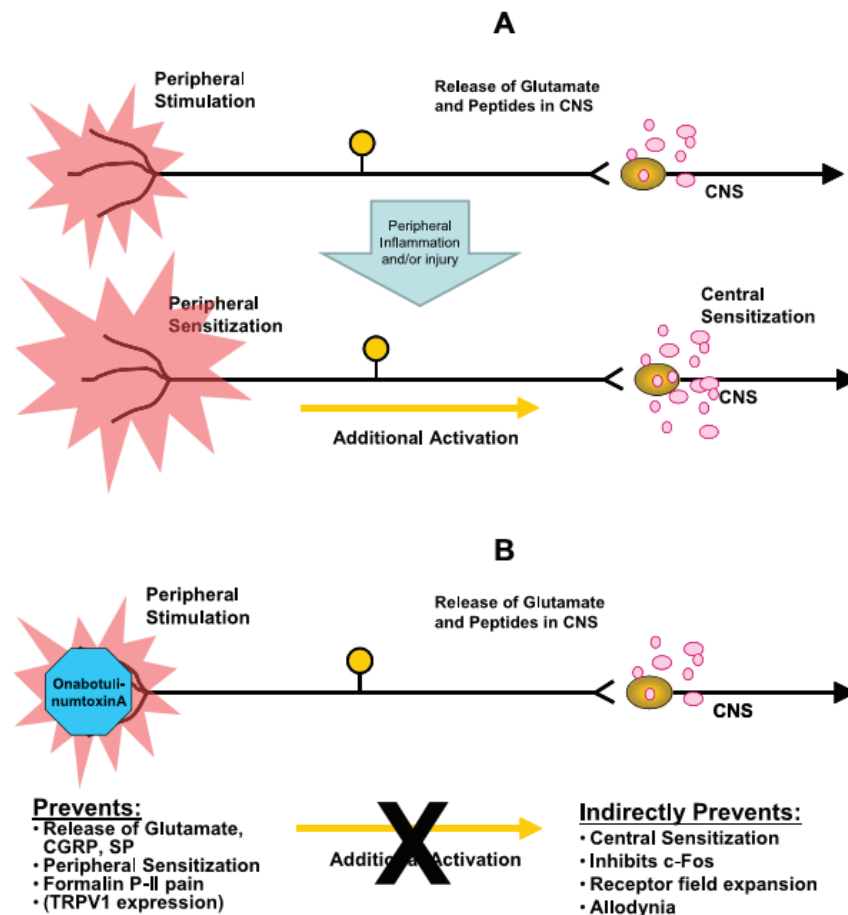 A
Peripheral
Stimulation
Release of Glutamate
and Peptides in CNS
CNS
Peripheral
Inflammation
and/or injury
Peripheral
Sensitization
Central
Sensitization
CNS
Additional Activation
B
Peripheral
Stimulation
Release of Glutamate
and Peptides in CNS
Onabotuli-
numtoxinA
CNS
Prevents:
• Release of Glutamate,
CGRP, SP
• Peripheral Sensitization
• Formalin P-II pain
• (TRPV1 expression)
X
Additional Activation
Indirectly Prevents:
• Central Sensitization
• Inhibits c-Fos
• Receptor field expansion
• Allodynia